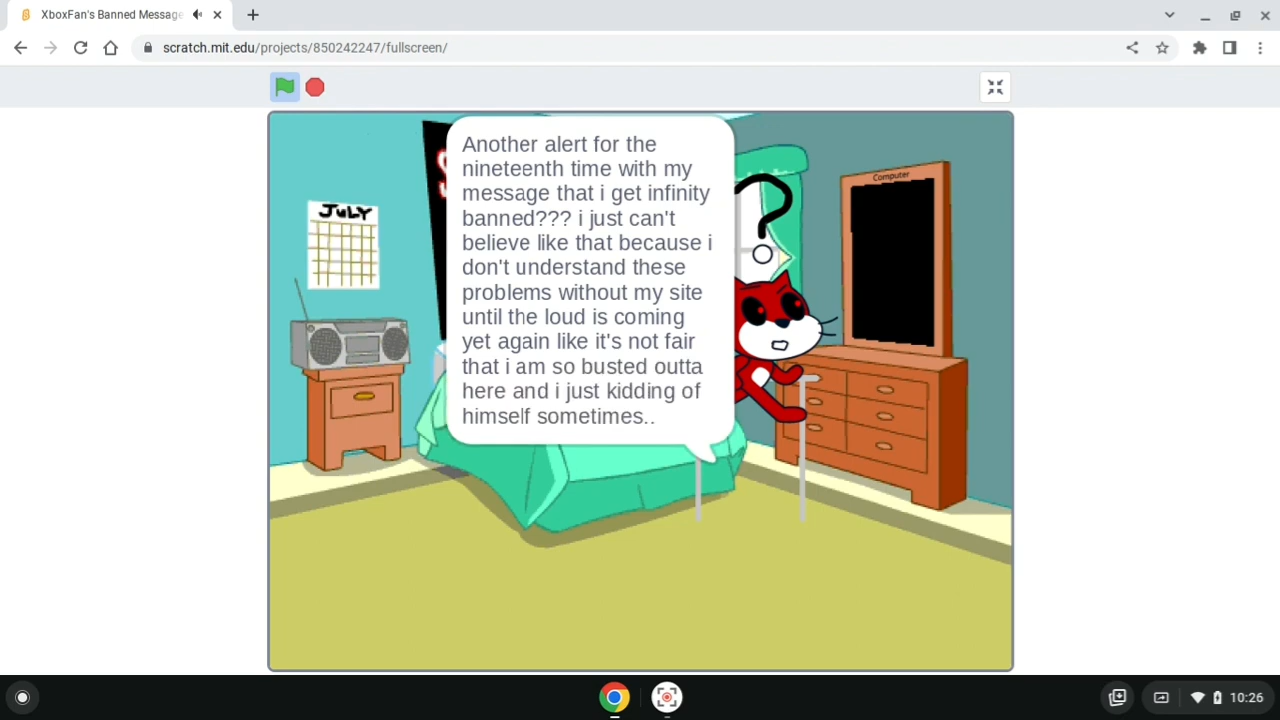 XboxFan's Banned Message
scratch.mit.edu/projects/850242247/fullscreen/
Another alert for the
nineteenth time with my
message that i get infinity
banned??? i just can't
believe like that because i
don't understand these
problems without my site
until the loud is coming
yet again like it's not fair
that i am so busted outta
here and i just kidding of
himself sometimes..
?
JULY
Computer
10:26